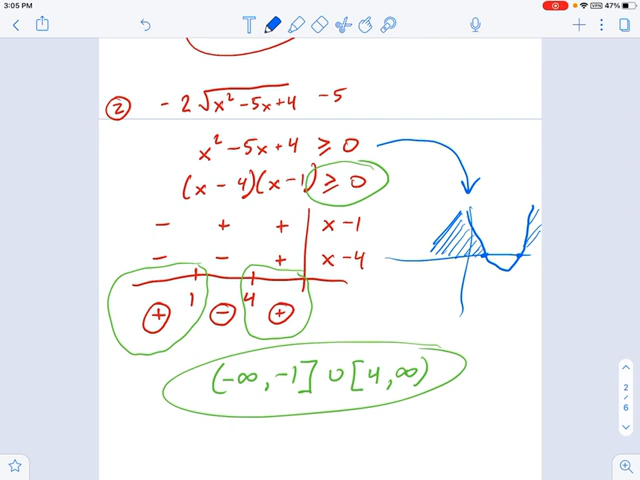 3:05 PM
47%
② - 2√(x² - 5x + 4) - 5
x² - 5x + 4 ≥ 0
(x - 4)(x - 1) ≥ 0
- + + | x - 1
- - + | x - 4
1 4
+ - +
(-∞, -1] ∪ [4, ∞)
2
/
6